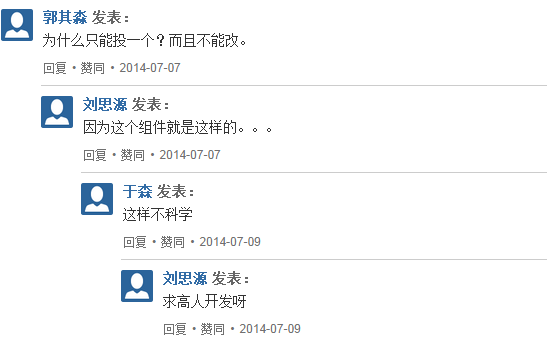 郭其淼 发表：
为什么只能投一个？而且不能改。
回复 • 赞同 • 2014-07-07
刘思源 发表：
因为这个组件就是这样的。。。
回复 • 赞同 • 2014-07-07
于淼 发表：
这样不科学
回复 • 赞同 • 2014-07-09
刘思源 发表：
求高人开发呀
回复 • 赞同 • 2014-07-09